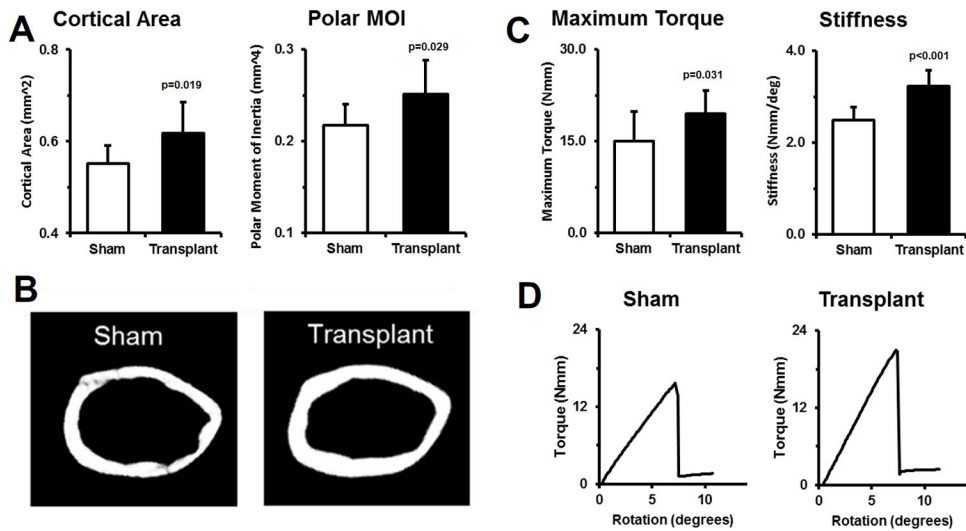 A
Cortical Area
Cortical Area (mm^2)
0.8
0.6
0.4
p=0.019
Sham
Transplant
Polar MOI
Polar Moment of Inertia (mm^4)
0.3
0.2
0.1
p=0.029
Sham
Transplant
C
Maximum Torque
Maximum Torque (Nmm)
30.0
15.0
0.0
p=0.031
Sham
Transplant
Stiffness
Stiffness (Nmm/deg)
4.0
2.0
0.0
p<0.001
Sham
Transplant
B
Sham
Transplant
D
Sham
Torque (Nmm)
24
12
0
0
5
10
Rotation (degrees)
Transplant
Torque (Nmm)
24
12
0
0
5
10
Rotation (degrees)